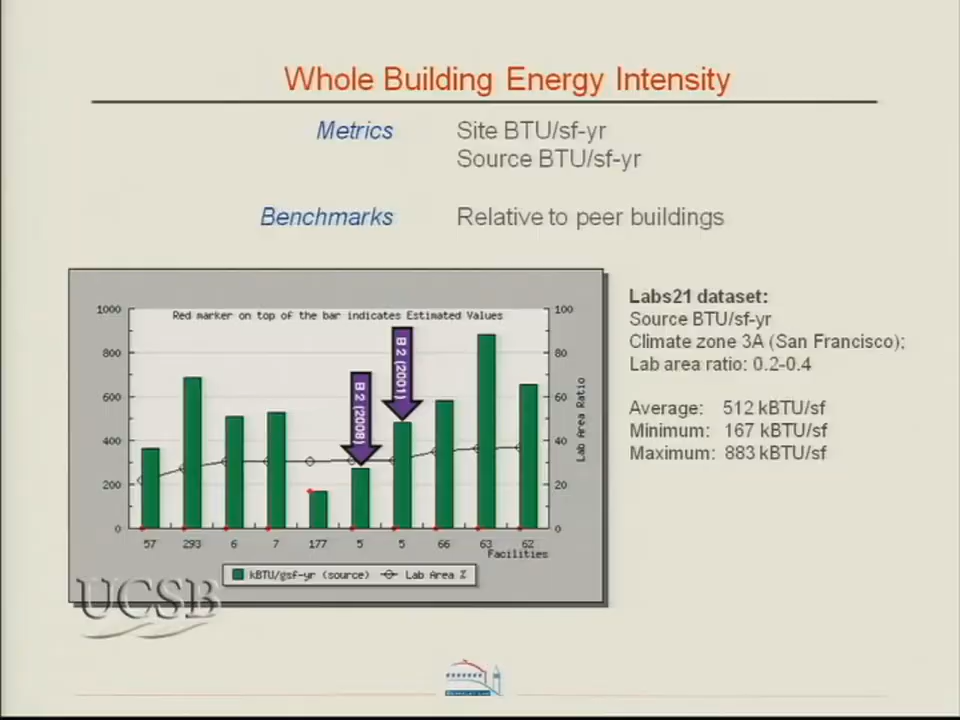 Whole Building Energy Intensity
Metrics
Site BTU/sf-yr
Source BTU/sf-yr
Benchmarks
Relative to peer buildings
Labs21 dataset:
Source BTU/sf-yr
Climate zone 3A (San Francisco);
Lab area ratio: 0.2-0.4
Average: 512 kBTU/sf
Minimum: 167 kBTU/sf
Maximum: 883 kBTU/sf
Red marker on top of the bar indicates Estimated Values
1000
800
600
400
200
0
100
80
60
40
20
0
Lab Area Ratio
B 2 (2008)
B 2 (2001)
57 293 6 7 177 5 5 66 63 62
Facilities
kBTU/gsf-yr (source) Lab Area %
UCSB
BERKELEY LAB